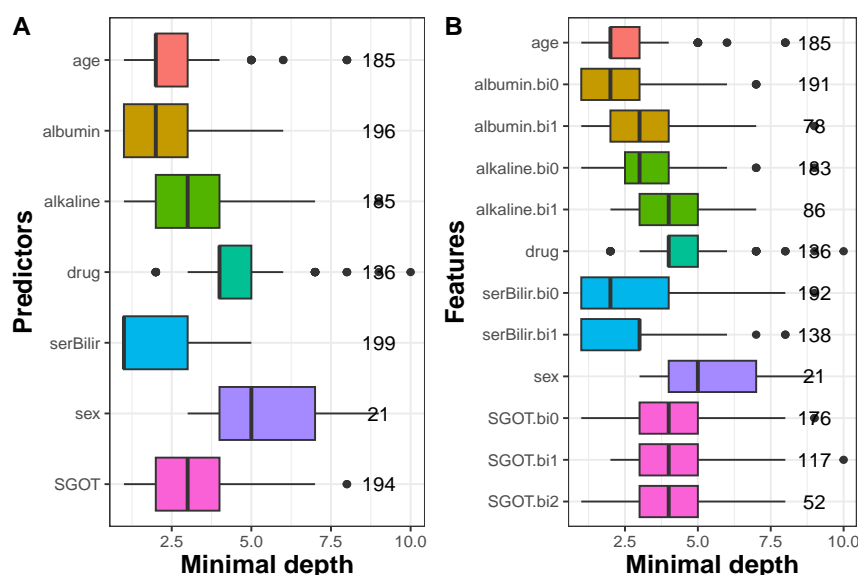 A
Predictors
age
185
albumin
196
alkaline
185
drug
136
serBilir
199
sex
21
SGOT
194
2.5 5.0 7.5 10.0
Minimal depth
B
Features
age
185
albumin.bi0
191
albumin.bi1
78
alkaline.bi0
183
alkaline.bi1
86
drug
136
serBilir.bi0
192
serBilir.bi1
138
sex
21
SGOT.bi0
176
SGOT.bi1
117
SGOT.bi2
52
2.5 5.0 7.5 10.0
Minimal depth